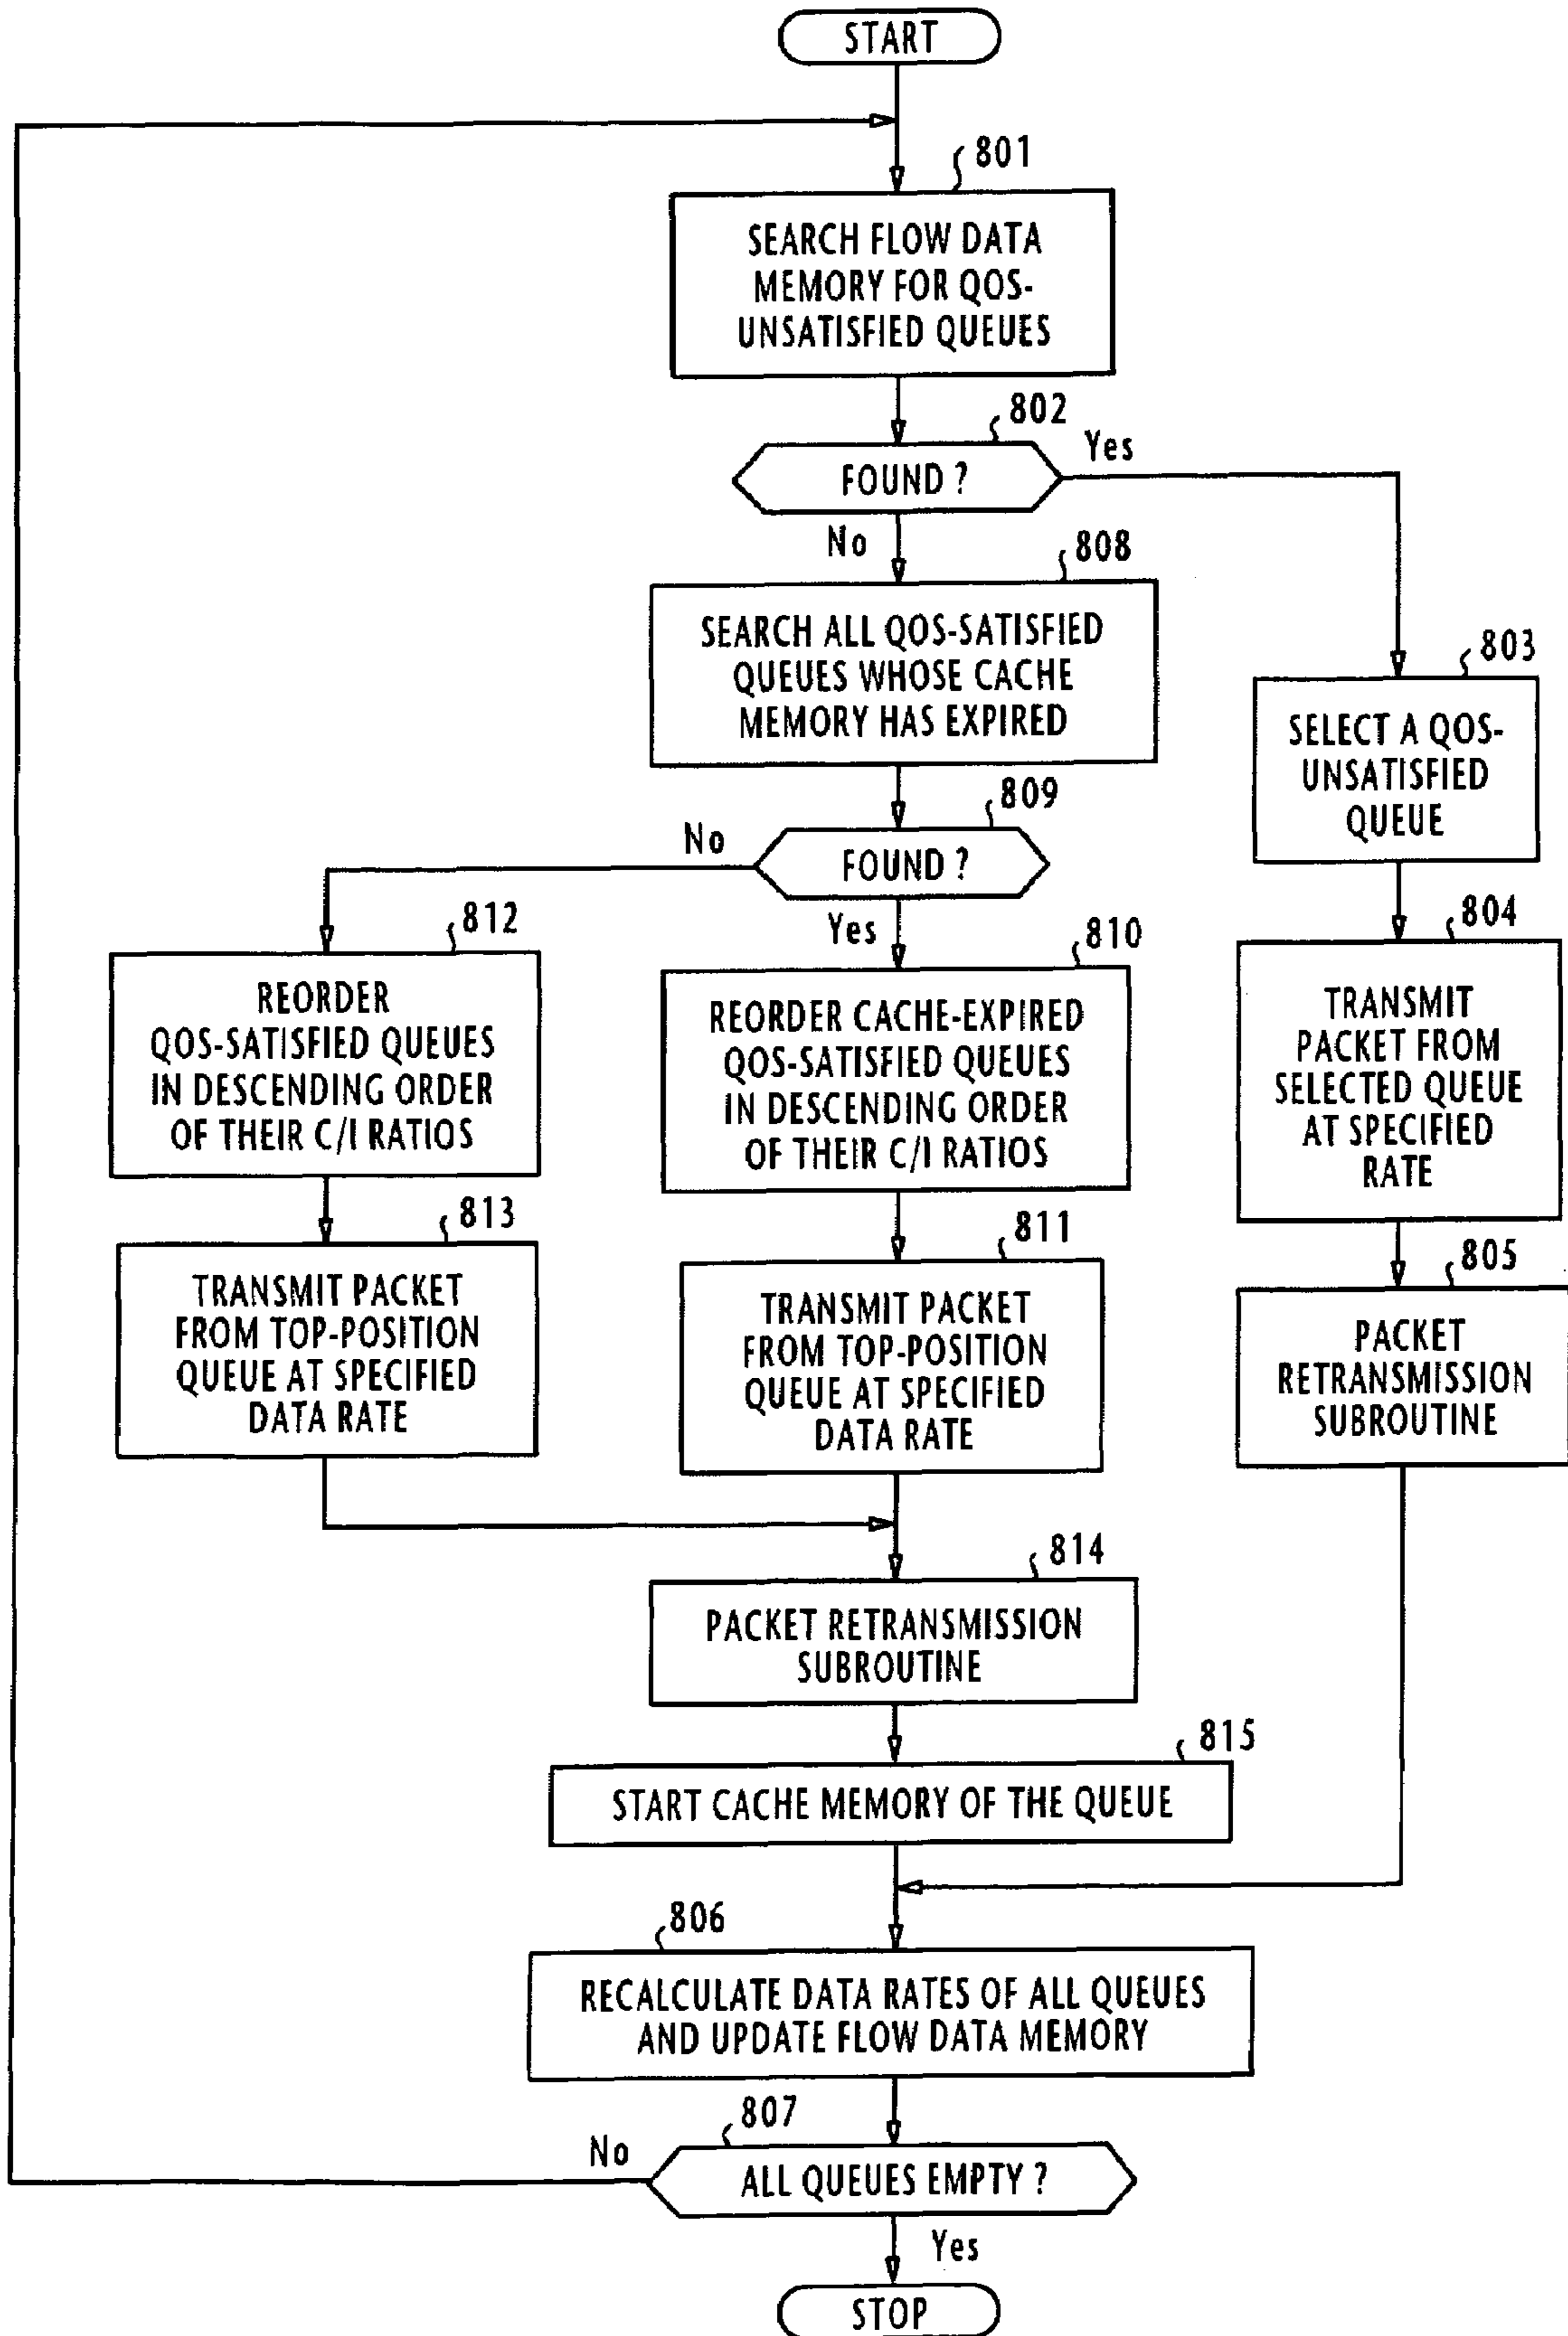 START
801
SEARCH FLOW DATA
MEMORY FOR QOS-
UNSATISFIED QUEUES
802
FOUND ?
Yes
No
808
SEARCH ALL QOS-SATISFIED
QUEUES WHOSE CACHE
MEMORY HAS EXPIRED
803
SELECT A QOS-
UNSATISFIED
QUEUE
809
FOUND ?
No
Yes
812
REORDER
QOS-SATISFIED QUEUES
IN DESCENDING ORDER
OF THEIR C/I RATIOS
810
REORDER CACHE-EXPIRED
QOS-SATISFIED QUEUES
IN DESCENDING ORDER
OF THEIR C/I RATIOS
804
TRANSMIT
PACKET FROM
SELECTED QUEUE
AT SPECIFIED
RATE
813
TRANSMIT PACKET
FROM TOP-POSITION
QUEUE AT SPECIFIED
DATA RATE
811
TRANSMIT PACKET
FROM TOP-POSITION
QUEUE AT SPECIFIED
DATA RATE
805
PACKET
RETRANSMISSION
SUBROUTINE
814
PACKET RETRANSMISSION
SUBROUTINE
815
START CACHE MEMORY OF THE QUEUE
806
RECALCULATE DATA RATES OF ALL QUEUES
AND UPDATE FLOW DATA MEMORY
807
No
ALL QUEUES EMPTY ?
Yes
STOP